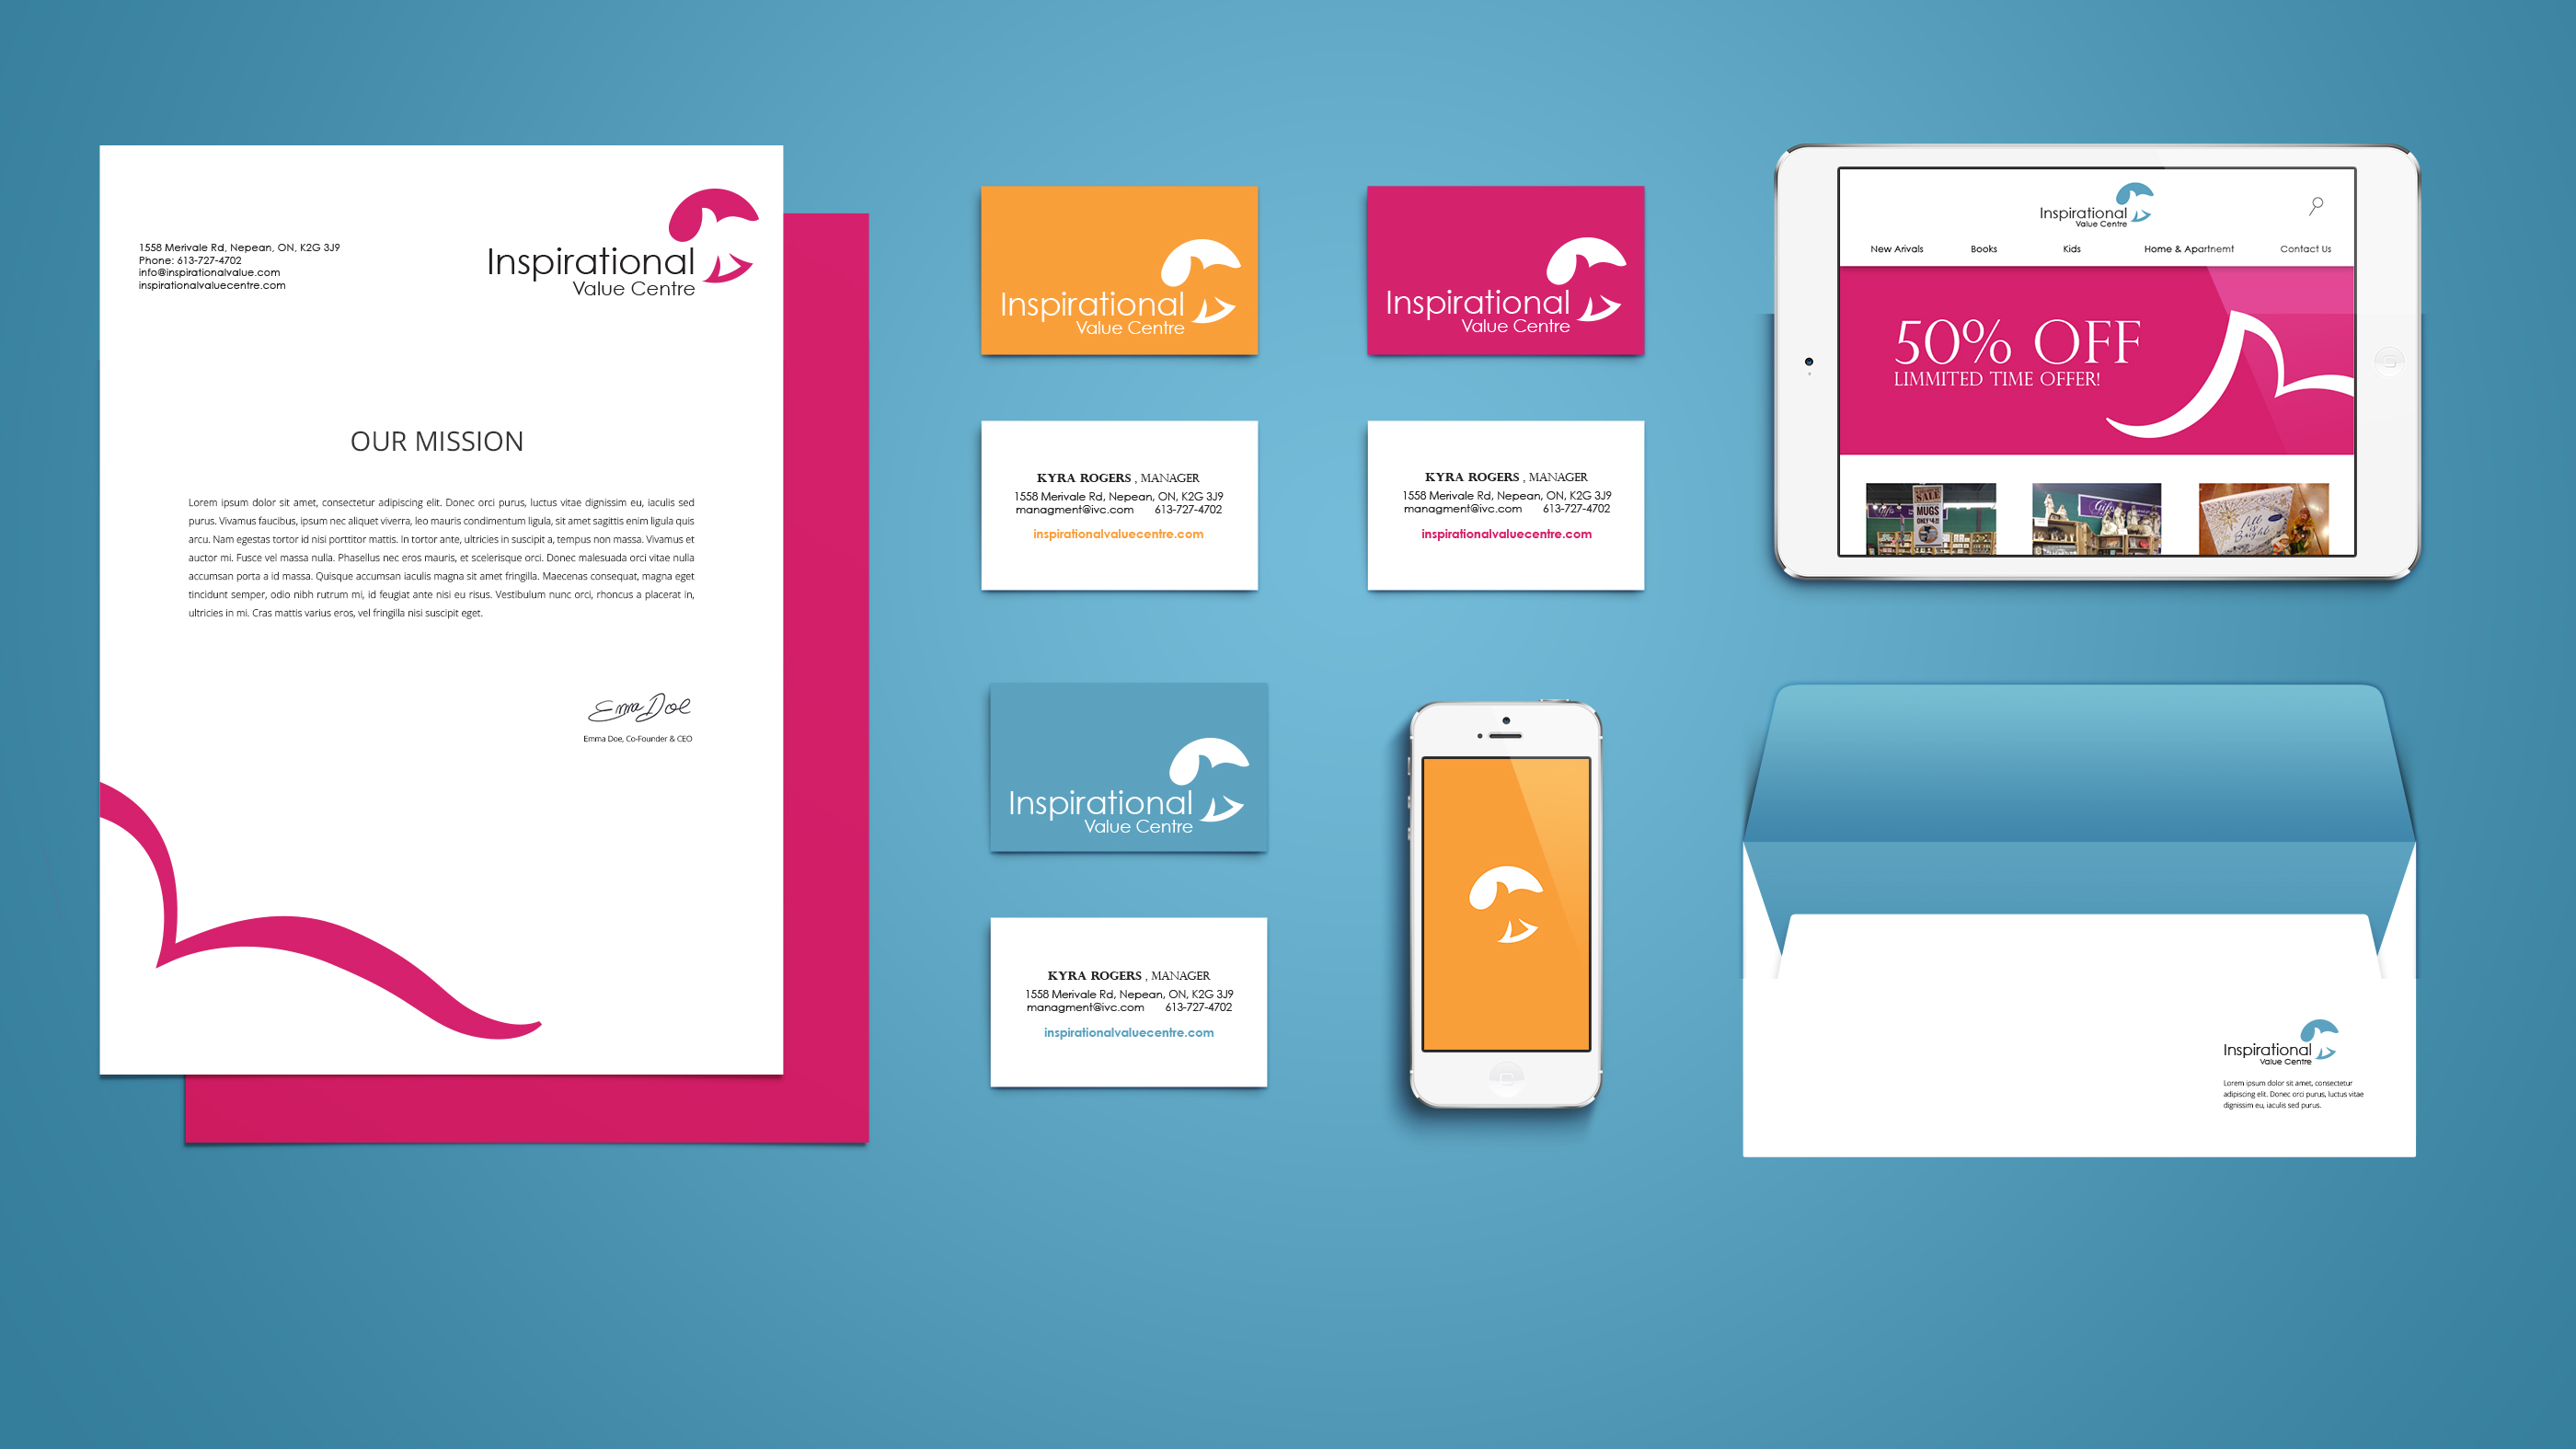 1558 Merivale Rd, Nepean, ON, K2G 3J9
Phone: 613-727-4702
info@inspirationalvalue.com
inspirationalvaluecentre.com
Inspirational
Value Centre
OUR MISSION
Lorem ipsum dolor sit amet, consectetur adipiscing elit. Donec orci purus, luctus vitae dignissim eu, iaculis sed
purus. Vivamus faucibus, ipsum nec aliquet viverra, leo mauris condimentum ligula, sit amet sagittis enim ligula quis
arcu. Nam egestas tortor id nisi porttitor mattis. In tortor ante, ultricies in suscipit a, tempus non massa. Vivamus et
auctor mi. Fusce vel massa nulla. Phasellus nec eros mauris, et scelerisque orci. Donec malesuada orci vitae nulla
accumsan porta a id massa. Quisque accumsan iaculis magna sit amet fringilla. Maecenas consequat, magna eget
tincidunt semper, odio nibh rutrum mi, id feugiat ante nisi eu risus. Vestibulum nunc orci, rhoncus a placerat in,
ultricies in mi. Cras mattis varius eros, vel fringilla nisi suscipit eget.
Emma Doe
Emma Doe, Co-Founder & CEO
Inspirational
Value Centre
KYRA ROGERS , MANAGER
1558 Merivale Rd, Nepean, ON, K2G 3J9
managment@ivc.com 613-727-4702
inspirationalvaluecentre.com
Inspirational
Value Centre
KYRA ROGERS , MANAGER
1558 Merivale Rd, Nepean, ON, K2G 3J9
managment@ivc.com 613-727-4702
inspirationalvaluecentre.com
Inspirational
Value Centre
KYRA ROGERS , MANAGER
1558 Merivale Rd, Nepean, ON, K2G 3J9
managment@ivc.com 613-727-4702
inspirationalvaluecentre.com
Inspirational
Value Centre
New Arivals Books Kids Home & Apartnemt Contact Us
50% OFF
LIMMITED TIME OFFER!
Gifts
SALE
MUGS
ONLY
Gifts
Bright
Inspirational
Value Centre
Lorem ipsum dolor sit amet, consectetur
adipiscing elit. Donec orci purus, luctus vitae
dignissim eu, iaculis sed purus.